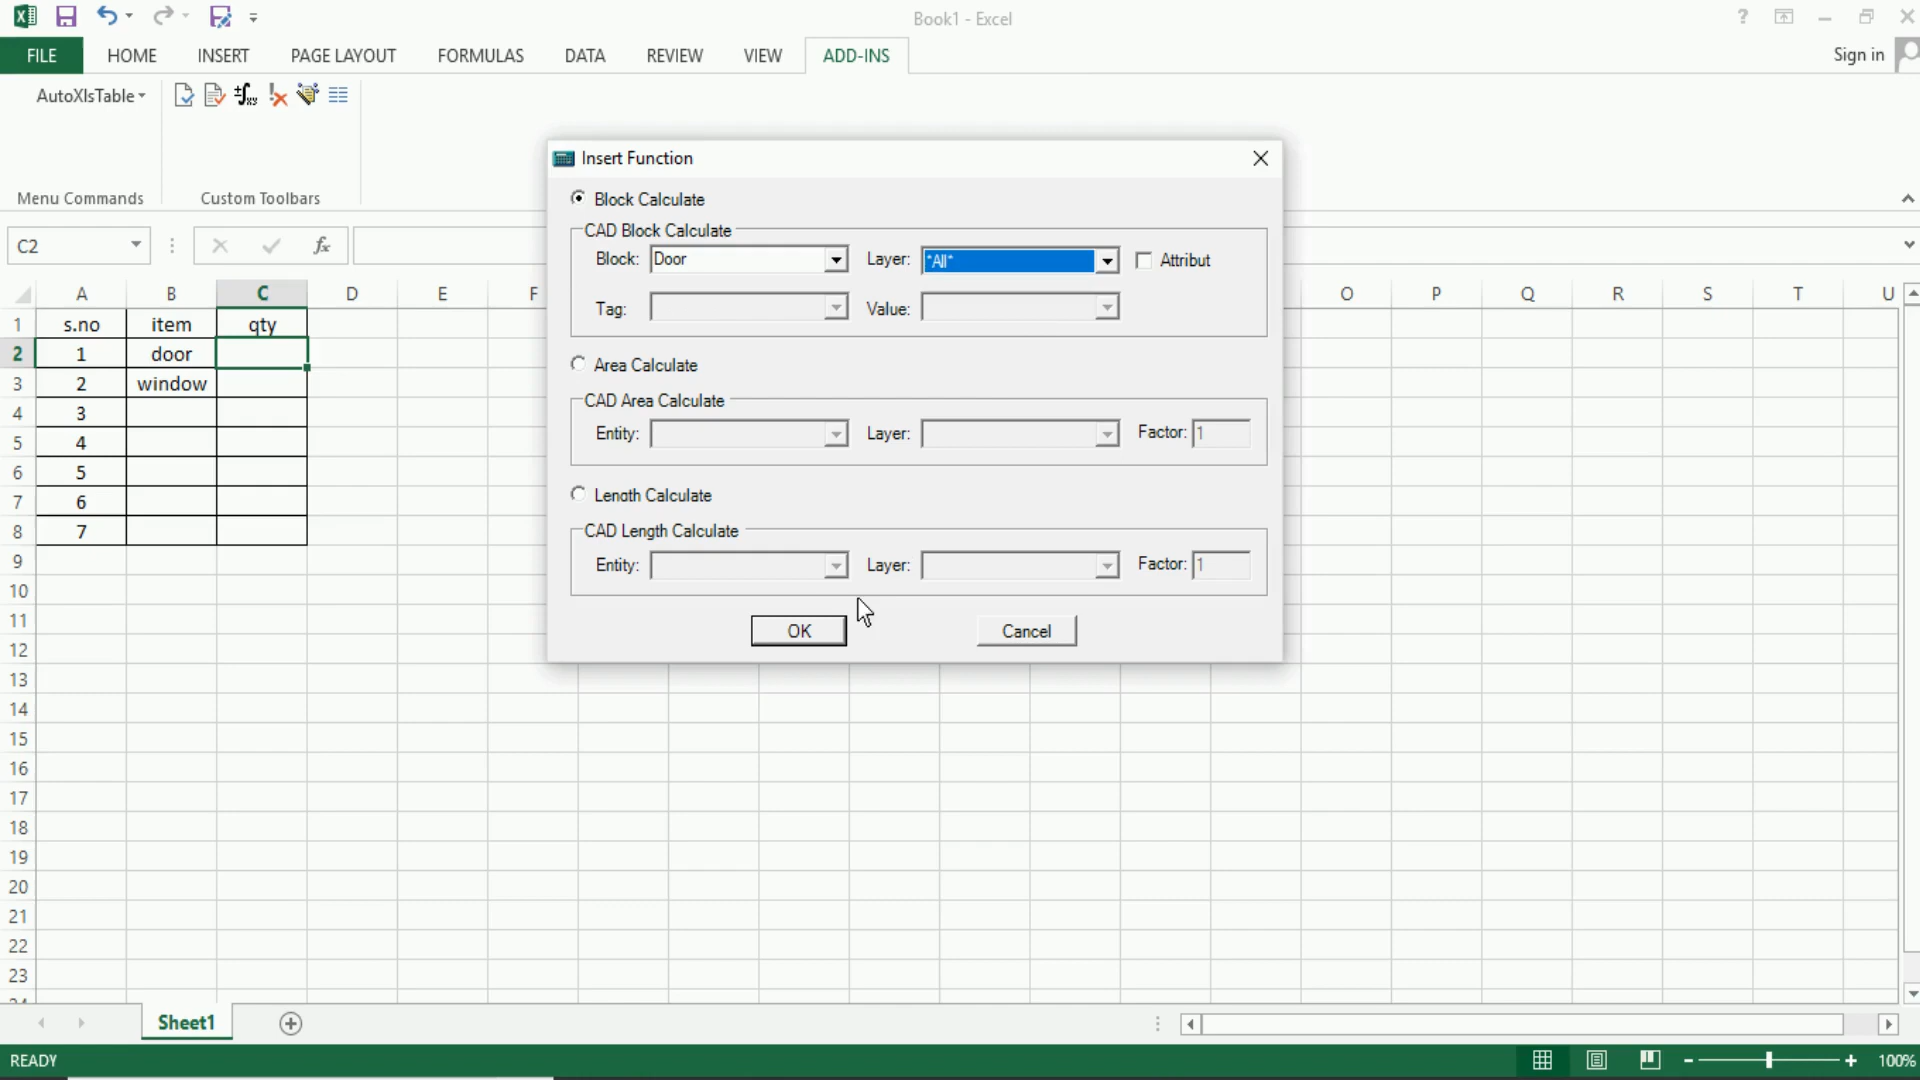 Book1 - Excel
?
FILE HOME INSERT PAGE LAYOUT FORMULAS DATA REVIEW VIEW ADD-INS Sign in
AutoXlsTable
Menu Commands Custom Toolbars
C2 fx
A B C D E F O P Q R S T U
1 s.no item qty
2 1 door
3 2 window
4 3
5 4
6 5
7 6
8 7
9
10
11
12
13
14
15
16
17
18
19
20
21
22
23
24
Insert Function
Block Calculate
CAD Block Calculate
Block: Door Layer: *All* Attribut
Tag: Value:
Area Calculate
CAD Area Calculate
Entity: Layer: Factor: 1
Length Calculate
CAD Length Calculate
Entity: Layer: Factor: 1
OK Cancel
Sheet1
READY 100%